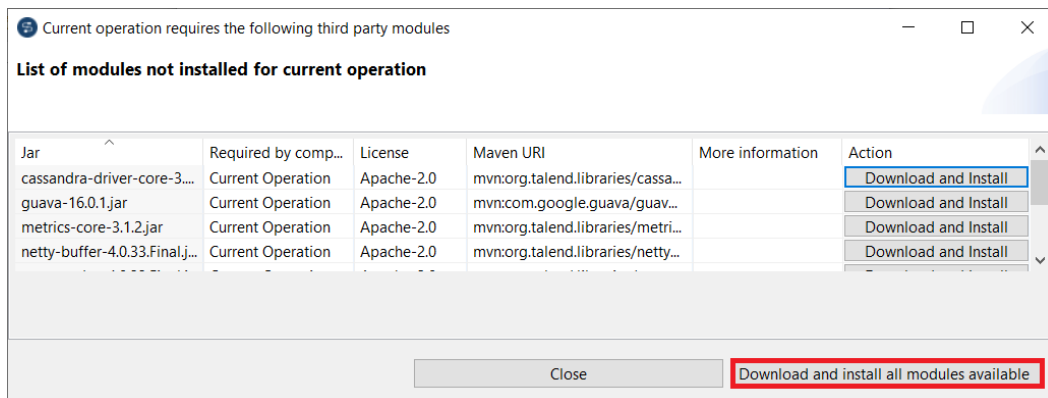 Current operation requires the following third party modules
List of modules not installed for current operation
Jar Required by comp... License Maven URI More information Action
cassandra-driver-core-3.... Current Operation Apache-2.0 mvn:org.talend.libraries/cassa... Download and Install
guava-16.0.1.jar Current Operation Apache-2.0 mvn:com.google.guava/guav... Download and Install
metrics-core-3.1.2.jar Current Operation Apache-2.0 mvn:org.talend.libraries/metri... Download and Install
netty-buffer-4.0.33.Final.j... Current Operation Apache-2.0 mvn:org.talend.libraries/netty... Download and Install
Close Download and install all modules available